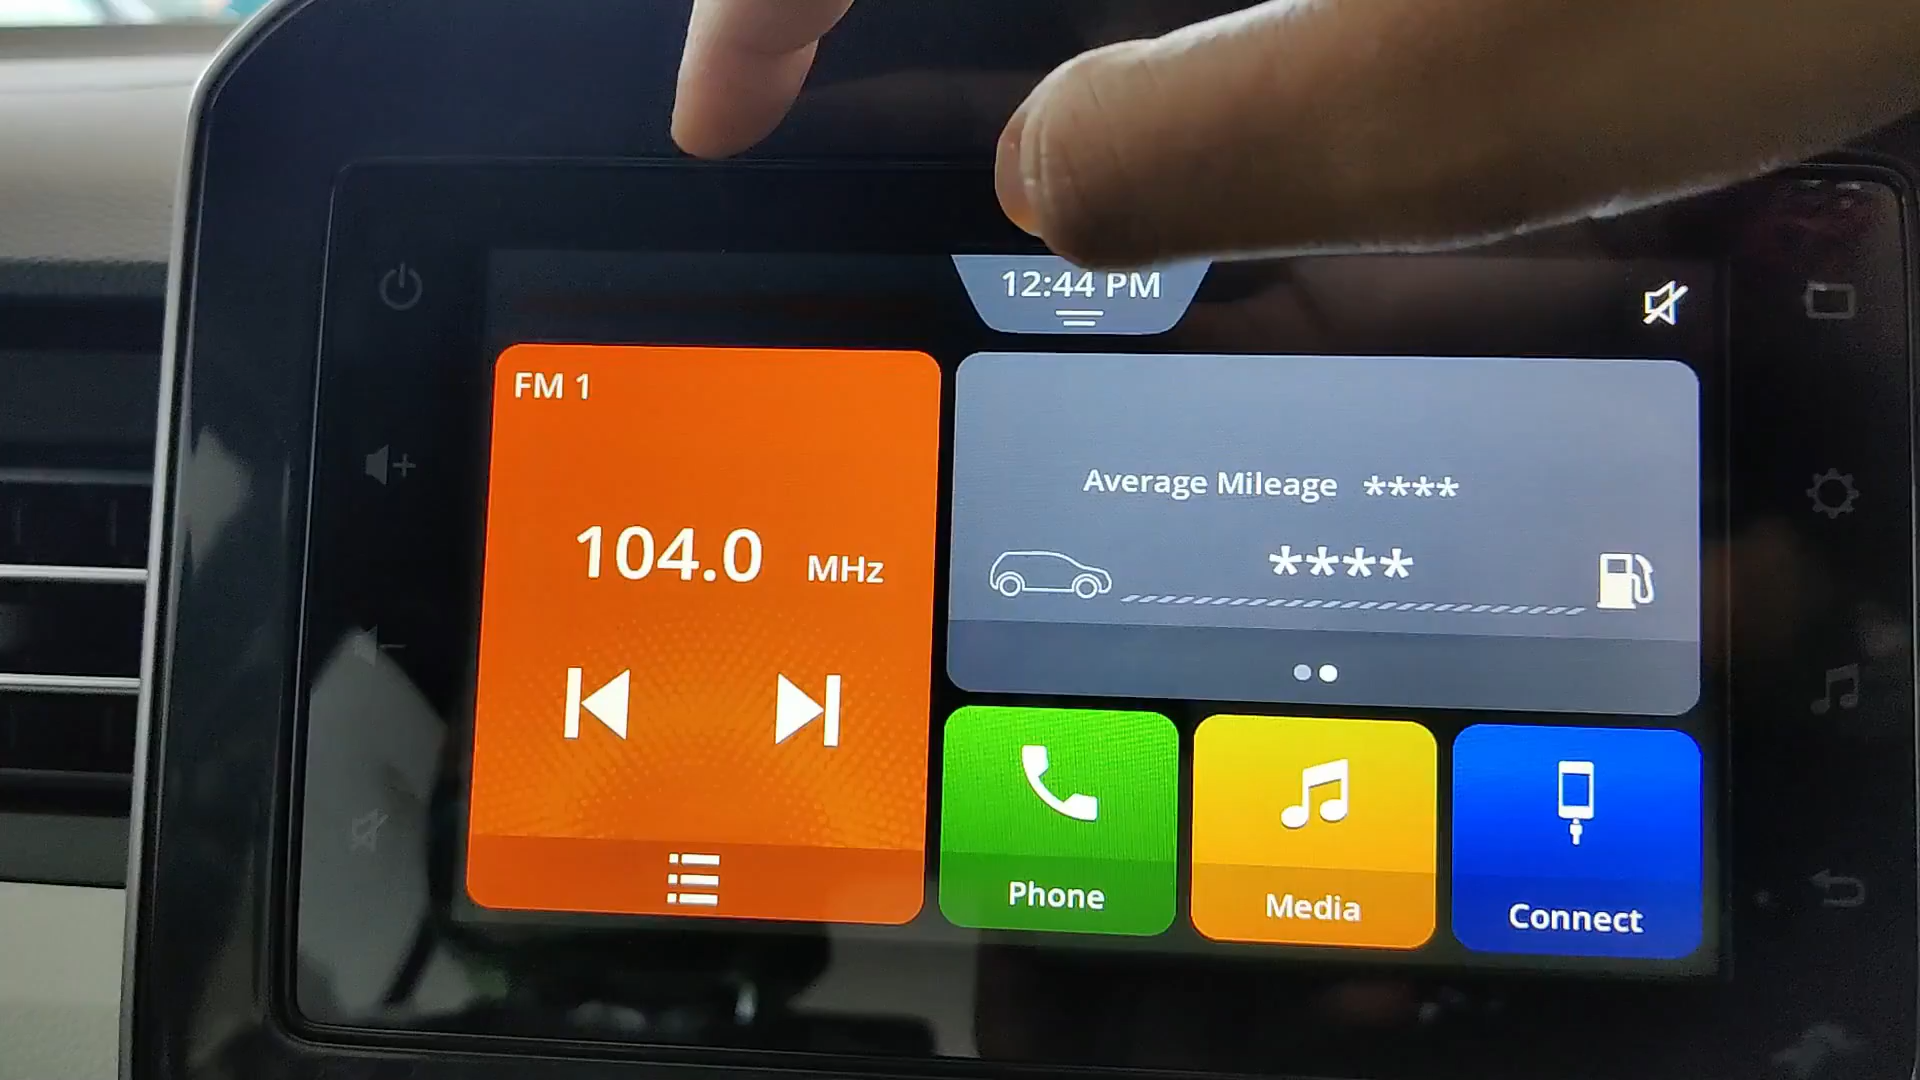 12:44 PM
FM 1
104.0 MHz
Average Mileage ****
****
Phone
Media
Connect